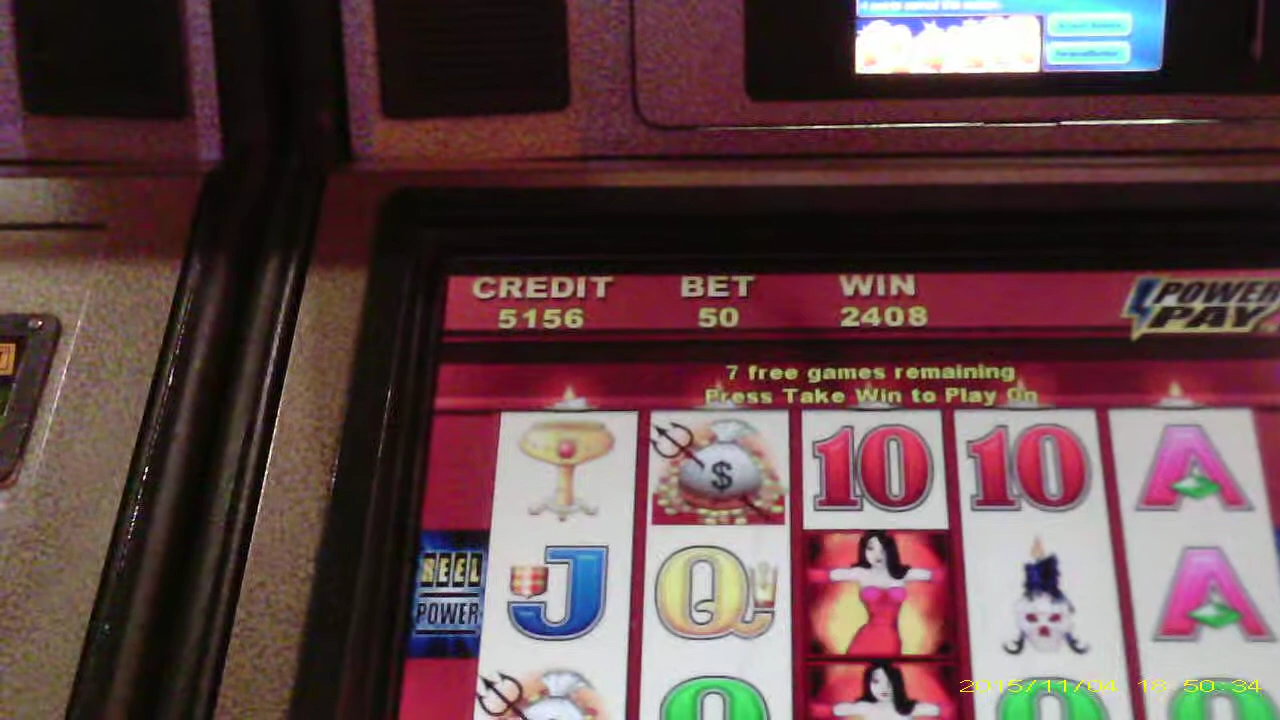 CREDIT BET WIN
5156 50 2408
POWER PAY
7 free games remaining
Press Take Win to Play On
$ 10 10 A
REEL POWER
J Q A
2015/11/04 18:50:34